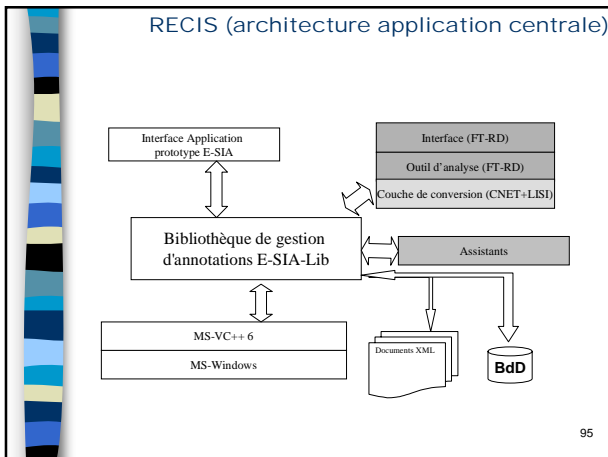 RECIS (architecture application centrale)
Interface Application
prototype E-SIA
Interface (FT-RD)
Outil d'analyse (FT-RD)
Couche de conversion (CNET+LISI)
Bibliothèque de gestion
d'annotations E-SIA-Lib
Assistants
MS-VC++ 6
MS-Windows
Documents XML
BdD
95